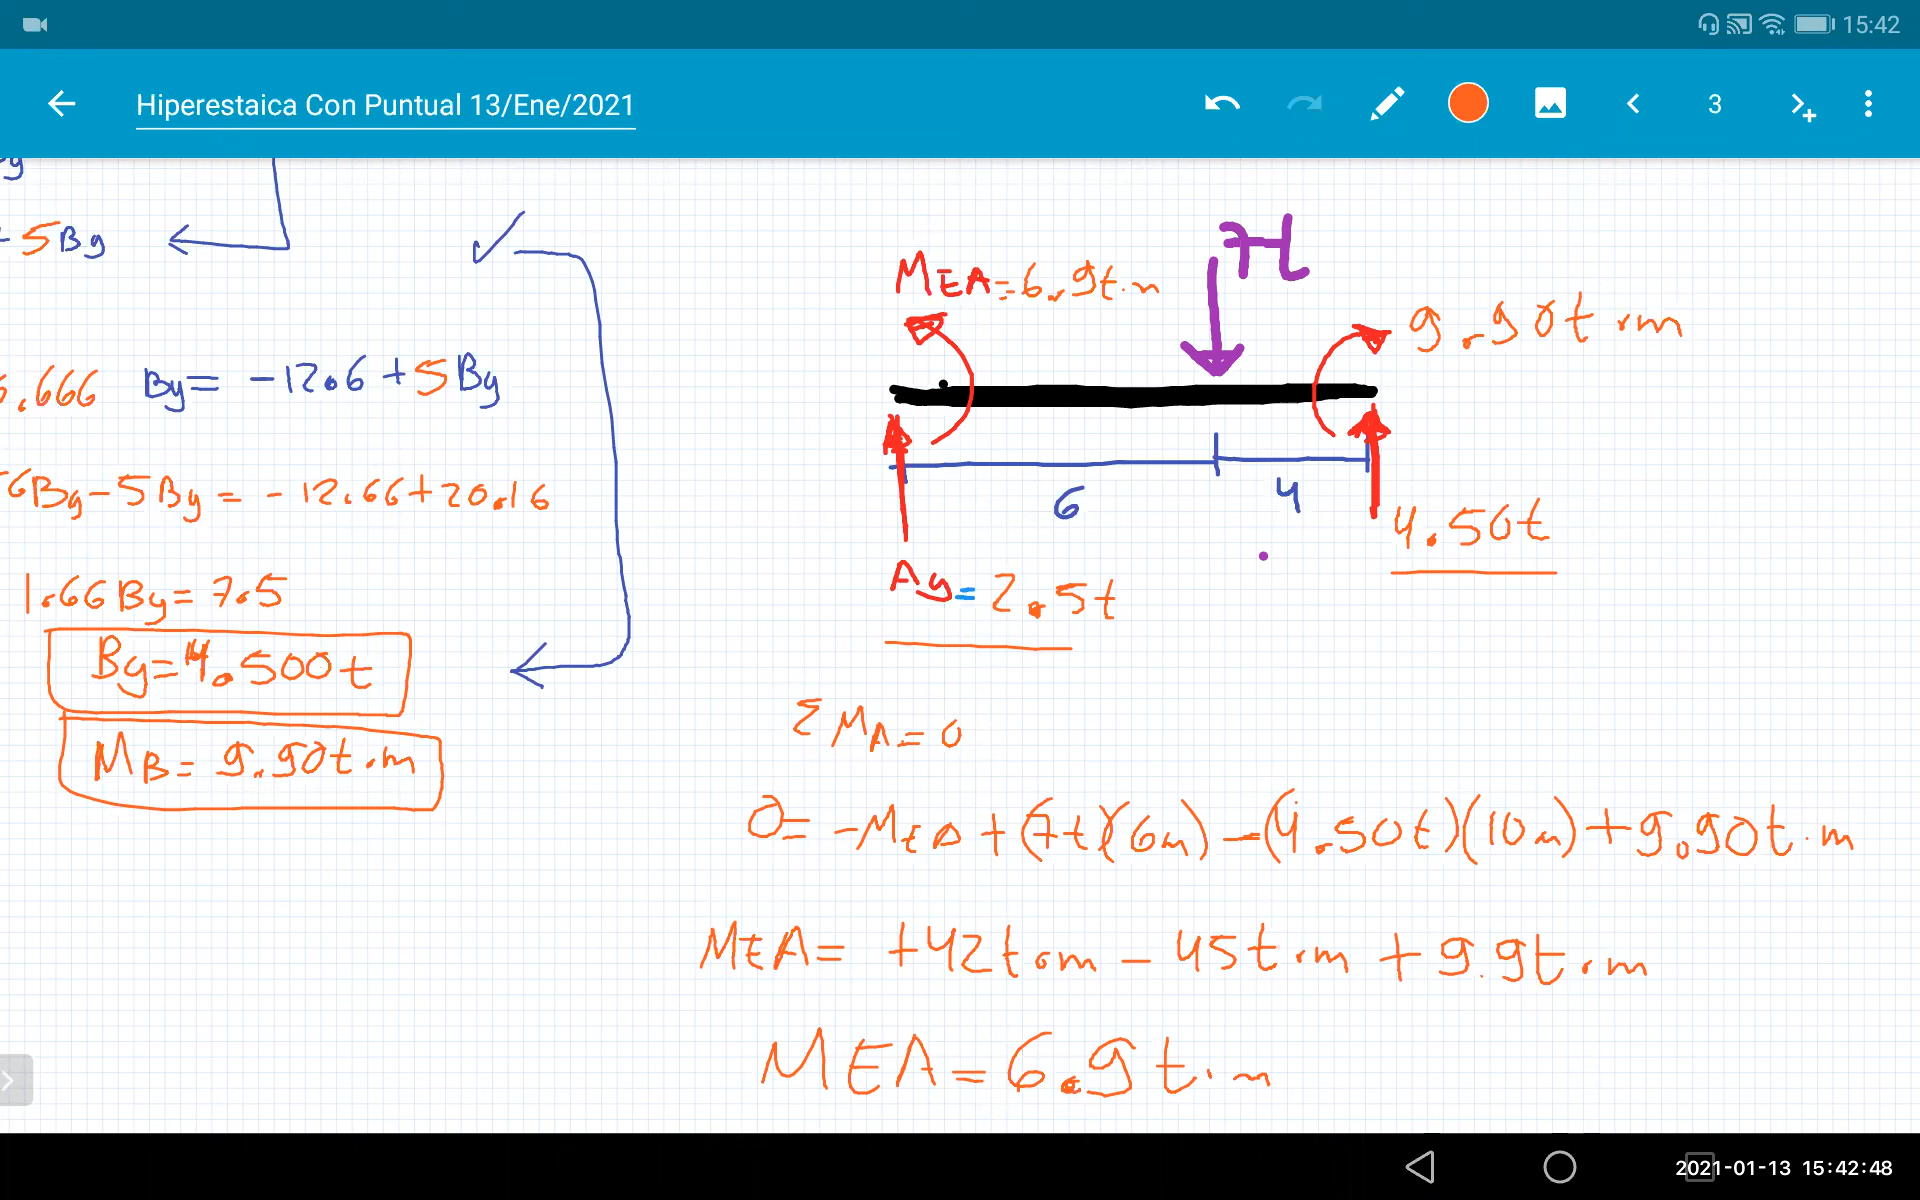 15:42
Hiperestaica Con Puntual 13/Ene/2021
3
5By
.666 By= -12.6 + 5By
6By-5By = -12.66+20.16
1.66By= 7.5
By=4.500t
MB= 9.90t.m
7t
MEA=6.9t.m
9.90t.m
6
4
4.50t
Ay=2.5t
ΣMA=0
0= -MEA+(7t)(6m)-(4.50t)(10m)+9.90t.m
MEA= +42t.m - 45t.m + 9.9t.m
MEA=6.9t.m
2021-01-13 15:42:48